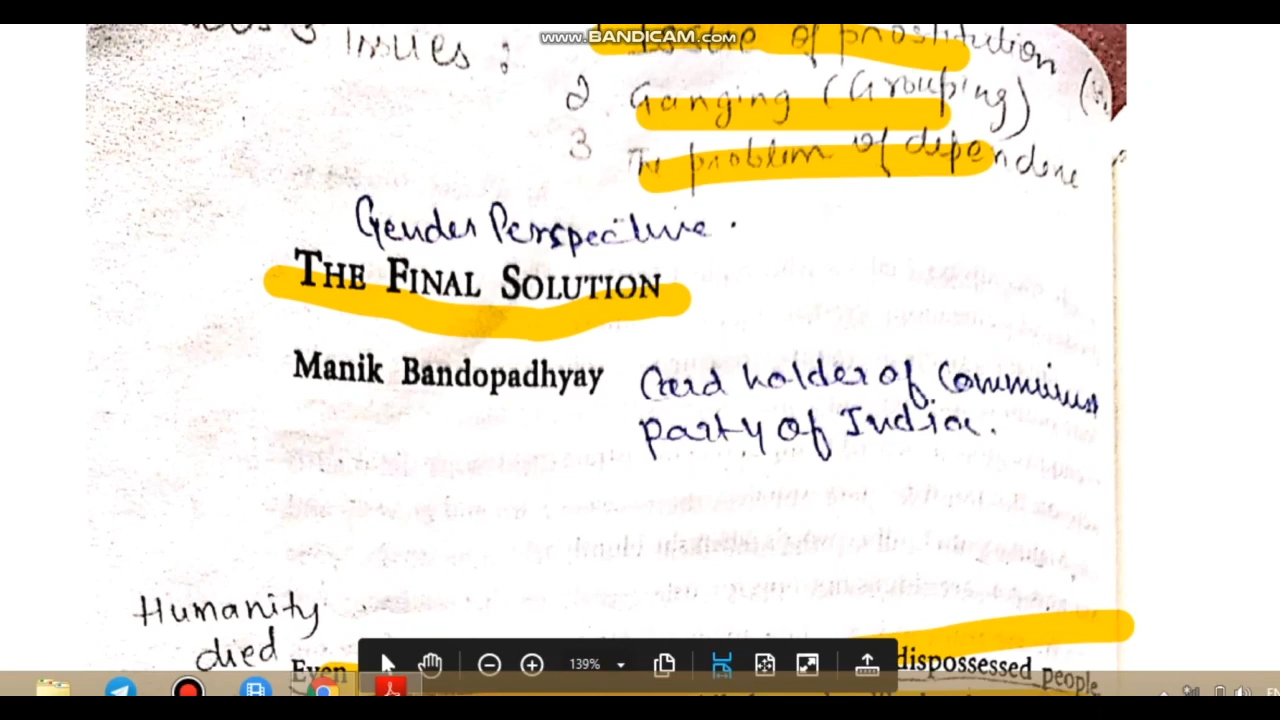 www.BANDICAM.com
Issues :
Issue of prostitution
2 Ganging (Grouping)
3 The problem of dependence
Gender Perspective.
THE FINAL SOLUTION
Manik Bandopadhyay
Card holder of
party of India.
Humanity
died
Even
dispossessed people
139%